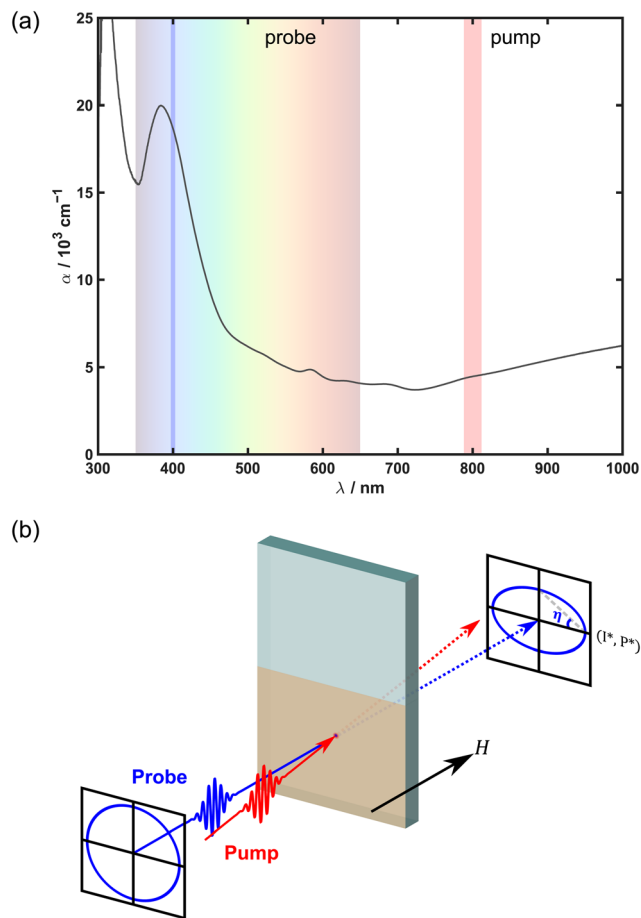 (a)
probe
pump
25
20
15
10
5
0
α / 10³ cm⁻¹
300 400 500 600 700 800 900 1000
λ / nm
(b)
η
(I*, P*)
H
Probe
Pump